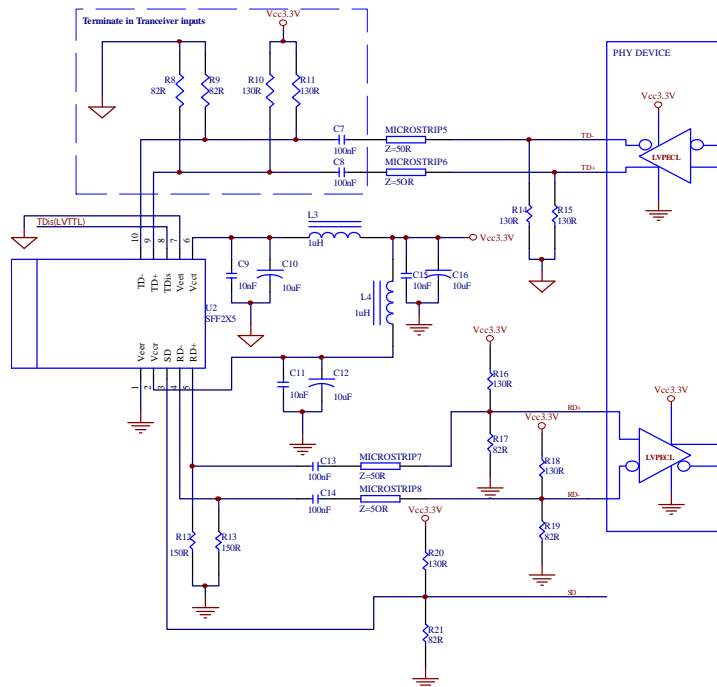 Vcc3.3V
Terminate in Tranceiver inputs
PHY DEVICE
R8
82R
R9
82R
R10
130R
R11
130R
Vcc3.3V
C7
100nF
MICROSTRIP5
Z=50R
TD-
LVPECL
C8
100nF
MICROSTRIP6
Z=5OR
TD+
R14
130R
R15
130R
TDis(LVTTL)
L3
1uH
10
9
8
7
6
Vcc3.3V
TD-
TD+
TDis
Veet
Vcct
C9
10nF
C10
10uF
C15
10nF
C16
10uF
L4
1uH
U2
SFF2X5
Veer
Vccr
SD
RD-
RD+
1
2
3
4
5
C11
10nF
C12
10uF
Vcc3.3V
R16
130R
RD+
Vcc3.3V
Vcc3.3V
R17
82R
C13
100nF
MICROSTRIP7
Z=50R
R18
130R
LVPECL
C14
100nF
MICROSTRIP8
Z=5OR
RD-
Vcc3.3V
R12
150R
R13
150R
R19
82R
R20
130R
SD
R21
82R